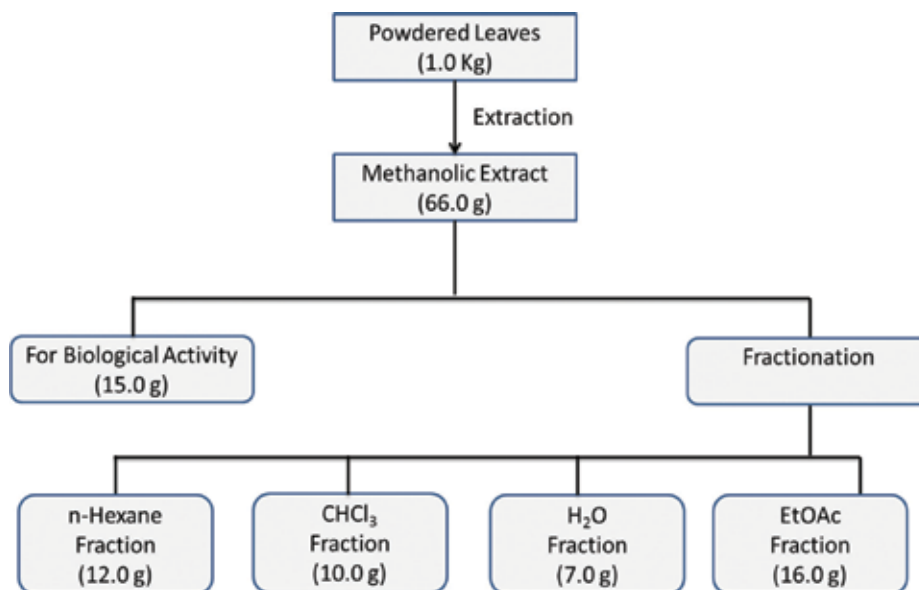 Powdered Leaves
(1.0 Kg)
Extraction
Methanolic Extract
(66.0 g)
For Biological Activity
(15.0 g)
Fractionation
n-Hexane
Fraction
(12.0 g)
CHCl₃
Fraction
(10.0 g)
H₂O
Fraction
(7.0 g)
EtOAc
Fraction
(16.0 g)